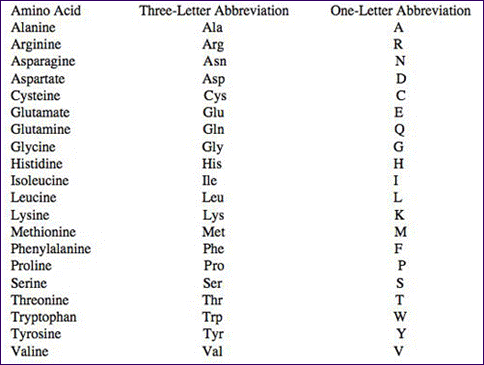 Amino Acid Three-Letter Abbreviation One-Letter Abbreviation
Alanine Ala A
Arginine Arg R
Asparagine Asn N
Aspartate Asp D
Cysteine Cys C
Glutamate Glu E
Glutamine Gln Q
Glycine Gly G
Histidine His H
Isoleucine Ile I
Leucine Leu L
Lysine Lys K
Methionine Met M
Phenylalanine Phe F
Proline Pro P
Serine Ser S
Threonine Thr T
Tryptophan Trp W
Tyrosine Tyr Y
Valine Val V